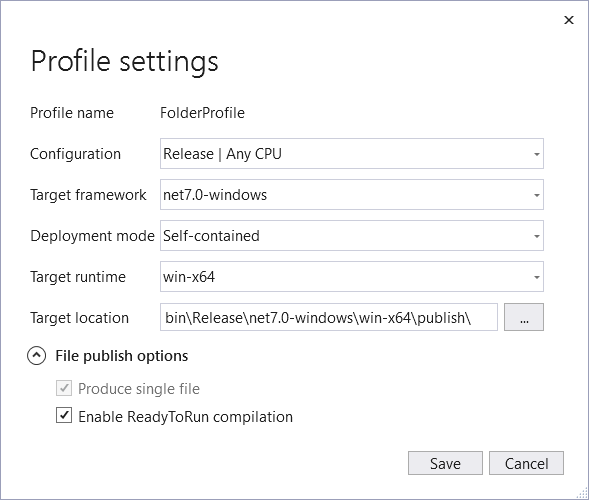 Profile settings
Profile name FolderProfile
Configuration Release | Any CPU
Target framework net7.0-windows
Deployment mode Self-contained
Target runtime win-x64
Target location bin\Release\net7.0-windows\win-x64\publish\ ...
File publish options
Produce single file
Enable ReadyToRun compilation
Save Cancel